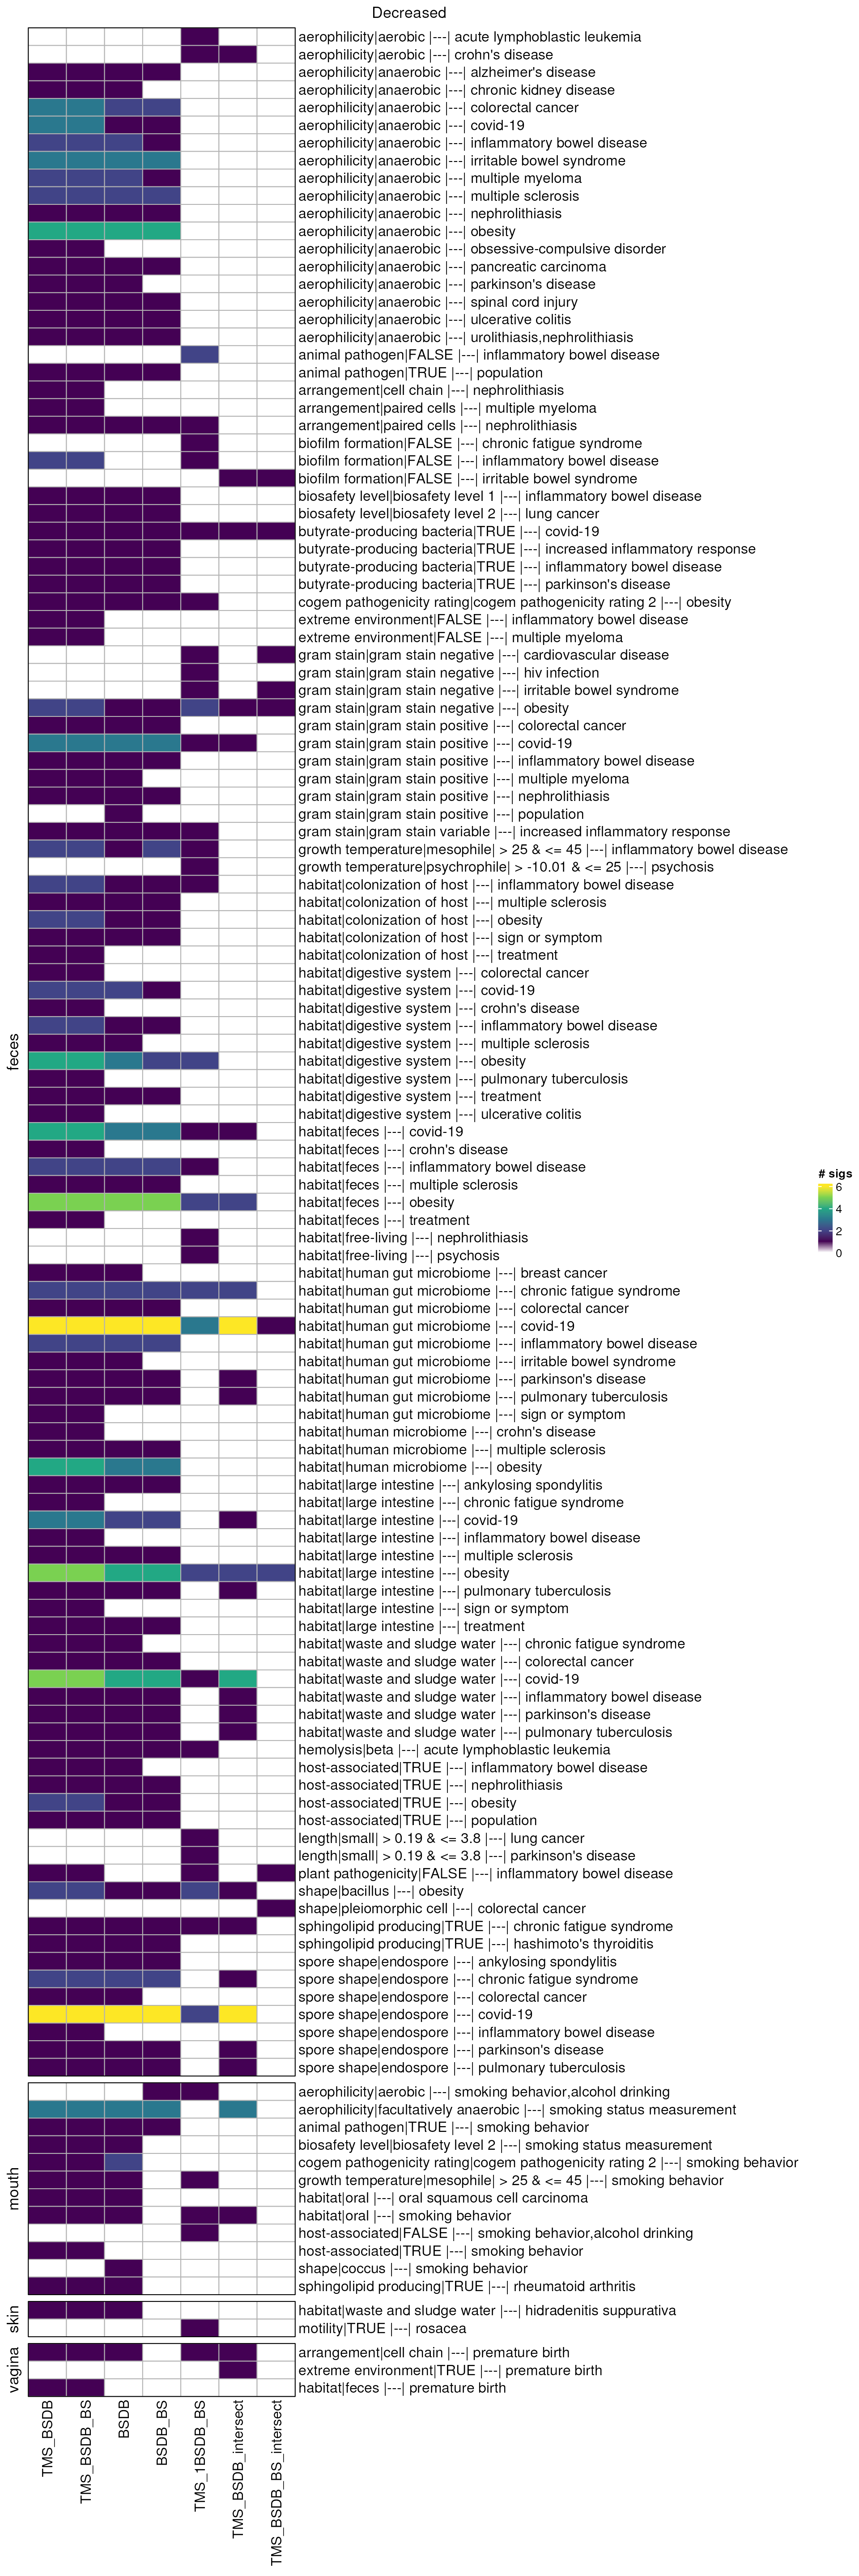 Decreased
aerophilicity|aerobic |---| acute lymphoblastic leukemia
aerophilicity|aerobic |---| crohn's disease
aerophilicity|anaerobic |---| alzheimer's disease
aerophilicity|anaerobic |---| chronic kidney disease
aerophilicity|anaerobic |---| colorectal cancer
aerophilicity|anaerobic |---| covid-19
aerophilicity|anaerobic |---| inflammatory bowel disease
aerophilicity|anaerobic |---| irritable bowel syndrome
aerophilicity|anaerobic |---| multiple myeloma
aerophilicity|anaerobic |---| multiple sclerosis
aerophilicity|anaerobic |---| nephrolithiasis
aerophilicity|anaerobic |---| obesity
aerophilicity|anaerobic |---| obsessive-compulsive disorder
aerophilicity|anaerobic |---| pancreatic carcinoma
aerophilicity|anaerobic |---| parkinson's disease
aerophilicity|anaerobic |---| spinal cord injury
aerophilicity|anaerobic |---| ulcerative colitis
aerophilicity|anaerobic |---| urolithiasis,nephrolithiasis
animal pathogen|FALSE |---| inflammatory bowel disease
animal pathogen|TRUE |---| population
arrangement|cell chain |---| nephrolithiasis
arrangement|paired cells |---| multiple myeloma
arrangement|paired cells |---| nephrolithiasis
biofilm formation|FALSE |---| chronic fatigue syndrome
biofilm formation|FALSE |---| inflammatory bowel disease
biofilm formation|FALSE |---| irritable bowel syndrome
biosafety level|biosafety level 1 |---| inflammatory bowel disease
biosafety level|biosafety level 2 |---| lung cancer
butyrate-producing bacteria|TRUE |---| covid-19
butyrate-producing bacteria|TRUE |---| increased inflammatory response
butyrate-producing bacteria|TRUE |---| inflammatory bowel disease
butyrate-producing bacteria|TRUE |---| parkinson's disease
cogem pathogenicity rating|cogem pathogenicity rating 2 |---| obesity
extreme environment|FALSE |---| inflammatory bowel disease
extreme environment|FALSE |---| multiple myeloma
gram stain|gram stain negative |---| cardiovascular disease
gram stain|gram stain negative |---| hiv infection
gram stain|gram stain negative |---| irritable bowel syndrome
gram stain|gram stain negative |---| obesity
gram stain|gram stain positive |---| colorectal cancer
gram stain|gram stain positive |---| covid-19
gram stain|gram stain positive |---| inflammatory bowel disease
gram stain|gram stain positive |---| multiple myeloma
gram stain|gram stain positive |---| nephrolithiasis
gram stain|gram stain positive |---| population
gram stain|gram stain variable |---| increased inflammatory response
growth temperature|mesophile| > 25 & <= 45 |---| inflammatory bowel disease
growth temperature|psychrophile| > -10.01 & <= 25 |---| psychosis
habitat|colonization of host |---| inflammatory bowel disease
habitat|colonization of host |---| multiple sclerosis
habitat|colonization of host |---| obesity
habitat|colonization of host |---| sign or symptom
habitat|colonization of host |---| treatment
habitat|digestive system |---| colorectal cancer
habitat|digestive system |---| covid-19
habitat|digestive system |---| crohn's disease
habitat|digestive system |---| inflammatory bowel disease
habitat|digestive system |---| multiple sclerosis
habitat|digestive system |---| obesity
habitat|digestive system |---| pulmonary tuberculosis
habitat|digestive system |---| treatment
habitat|digestive system |---| ulcerative colitis
habitat|feces |---| covid-19
habitat|feces |---| crohn's disease
habitat|feces |---| inflammatory bowel disease
habitat|feces |---| multiple sclerosis
habitat|feces |---| obesity
habitat|feces |---| treatment
habitat|free-living |---| nephrolithiasis
habitat|free-living |---| psychosis
habitat|human gut microbiome |---| breast cancer
habitat|human gut microbiome |---| chronic fatigue syndrome
habitat|human gut microbiome |---| colorectal cancer
habitat|human gut microbiome |---| covid-19
habitat|human gut microbiome |---| inflammatory bowel disease
habitat|human gut microbiome |---| irritable bowel syndrome
habitat|human gut microbiome |---| parkinson's disease
habitat|human gut microbiome |---| pulmonary tuberculosis
habitat|human gut microbiome |---| sign or symptom
habitat|human microbiome |---| crohn's disease
habitat|human microbiome |---| multiple sclerosis
habitat|human microbiome |---| obesity
habitat|large intestine |---| ankylosing spondylitis
habitat|large intestine |---| chronic fatigue syndrome
habitat|large intestine |---| covid-19
habitat|large intestine |---| inflammatory bowel disease
habitat|large intestine |---| multiple sclerosis
habitat|large intestine |---| obesity
habitat|large intestine |---| pulmonary tuberculosis
habitat|large intestine |---| sign or symptom
habitat|large intestine |---| treatment
habitat|waste and sludge water |---| chronic fatigue syndrome
habitat|waste and sludge water |---| colorectal cancer
habitat|waste and sludge water |---| covid-19
habitat|waste and sludge water |---| inflammatory bowel disease
habitat|waste and sludge water |---| parkinson's disease
habitat|waste and sludge water |---| pulmonary tuberculosis
hemolysis|beta |---| acute lymphoblastic leukemia
host-associated|TRUE |---| inflammatory bowel disease
host-associated|TRUE |---| nephrolithiasis
host-associated|TRUE |---| obesity
host-associated|TRUE |---| population
length|small| > 0.19 & <= 3.8 |---| lung cancer
length|small| > 0.19 & <= 3.8 |---| parkinson's disease
plant pathogenicity|FALSE |---| inflammatory bowel disease
shape|bacillus |---| obesity
shape|pleiomorphic cell |---| colorectal cancer
sphingolipid producing|TRUE |---| chronic fatigue syndrome
sphingolipid producing|TRUE |---| hashimoto's thyroiditis
spore shape|endospore |---| ankylosing spondylitis
spore shape|endospore |---| chronic fatigue syndrome
spore shape|endospore |---| colorectal cancer
spore shape|endospore |---| covid-19
spore shape|endospore |---| inflammatory bowel disease
spore shape|endospore |---| parkinson's disease
spore shape|endospore |---| pulmonary tuberculosis
feces
aerophilicity|aerobic |---| smoking behavior,alcohol drinking
aerophilicity|facultatively anaerobic |---| smoking status measurement
animal pathogen|TRUE |---| smoking behavior
biosafety level|biosafety level 2 |---| smoking status measurement
cogem pathogenicity rating|cogem pathogenicity rating 2 |---| smoking behavior
growth temperature|mesophile| > 25 & <= 45 |---| smoking behavior
habitat|oral |---| oral squamous cell carcinoma
habitat|oral |---| smoking behavior
host-associated|FALSE |---| smoking behavior,alcohol drinking
host-associated|TRUE |---| smoking behavior
shape|coccus |---| smoking behavior
sphingolipid producing|TRUE |---| rheumatoid arthritis
mouth
habitat|waste and sludge water |---| hidradenitis suppurativa
motility|TRUE |---| rosacea
skin
arrangement|cell chain |---| premature birth
extreme environment|TRUE |---| premature birth
habitat|feces |---| premature birth
vagina
TMS_BSDB
TMS_BSDB_BS
BSDB
BSDB_BS
TMS_1BSDB_BS
TMS_BSDB_intersect
TMS_BSDB_BS_intersect
# sigs
6
4
2
0